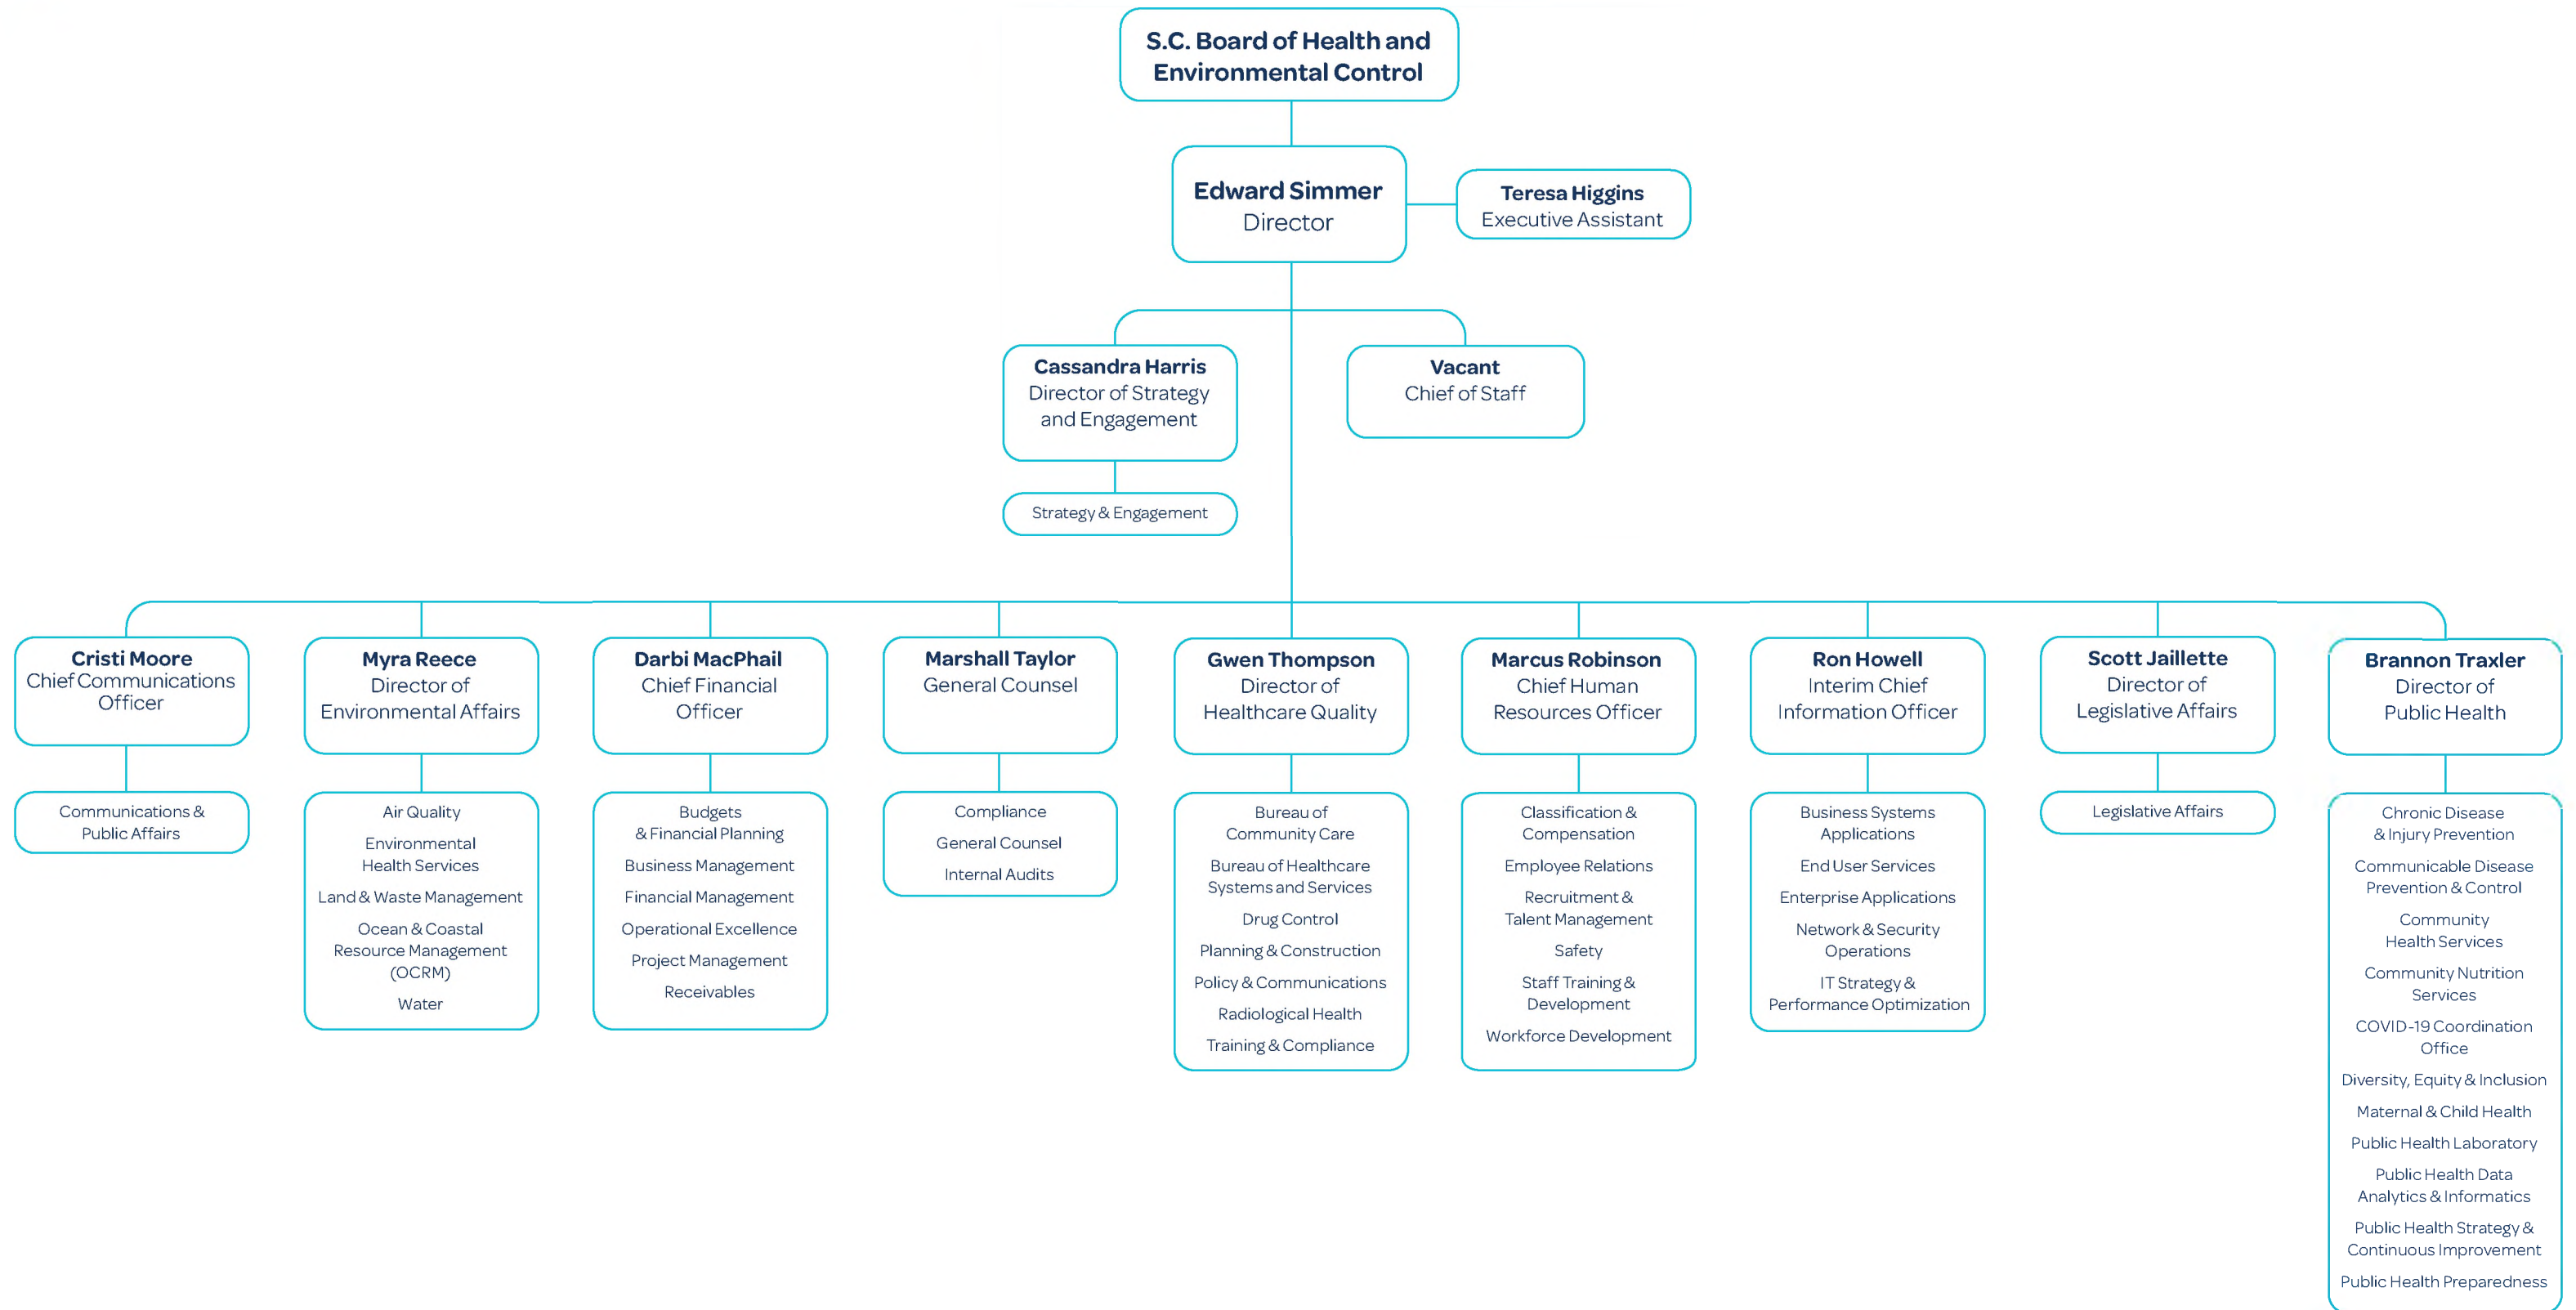 S.C. Board of Health and
Environmental Control
Edward Simmer
Director
Teresa Higgins
Executive Assistant
Cassandra Harris
Director of Strategy
and Engagement
Vacant
Chief of Staff
Strategy & Engagement
Cristi Moore
Chief Communications
Officer
Communications &
Public Affairs
Myra Reece
Director of
Environmental Affairs
Air Quality
Environmental
Health Services
Land & Waste Management
Ocean & Coastal
Resource Management
(OCRM)
Water
Darbi MacPhail
Chief Financial
Officer
Budgets
& Financial Planning
Business Management
Financial Management
Operational Excellence
Project Management
Receivables
Marshall Taylor
General Counsel
Compliance
General Counsel
Internal Audits
Gwen Thompson
Director of
Healthcare Quality
Bureau of
Community Care
Bureau of Healthcare
Systems and Services
Drug Control
Planning & Construction
Policy & Communications
Radiological Health
Training & Compliance
Marcus Robinson
Chief Human
Resources Officer
Classification &
Compensation
Employee Relations
Recruitment &
Talent Management
Safety
Staff Training &
Development
Workforce Development
Ron Howell
Interim Chief
Information Officer
Business Systems
Applications
End User Services
Enterprise Applications
Network & Security
Operations
IT Strategy &
Performance Optimization
Scott Jaillette
Director of
Legislative Affairs
Legislative Affairs
Brannon Traxler
Director of
Public Health
Chronic Disease
& Injury Prevention
Communicable Disease
Prevention & Control
Community
Health Services
Community Nutrition
Services
COVID-19 Coordination
Office
Diversity, Equity & Inclusion
Maternal & Child Health
Public Health Laboratory
Public Health Data
Analytics & Informatics
Public Health Strategy &
Continuous Improvement
Public Health Preparedness